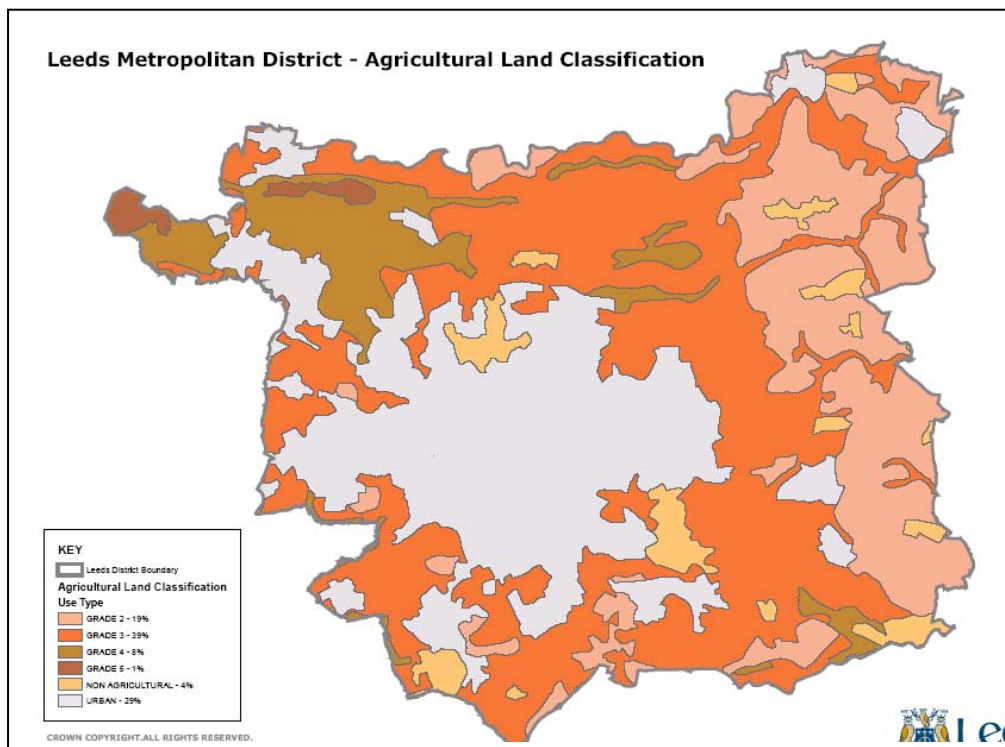 Leeds Metropolitan District - Agricultural Land Classification
KEY
Leeds District Boundary
Agricultural Land Classification
Use Type
GRADE 2 - 19%
GRADE 3 - 39%
GRADE 4 - 8%
GRADE 5 - 1%
NON AGRICULTURAL - 4%
URBAN - 29%
CROWN COPYRIGHT.ALL RIGHTS RESERVED.
Lee